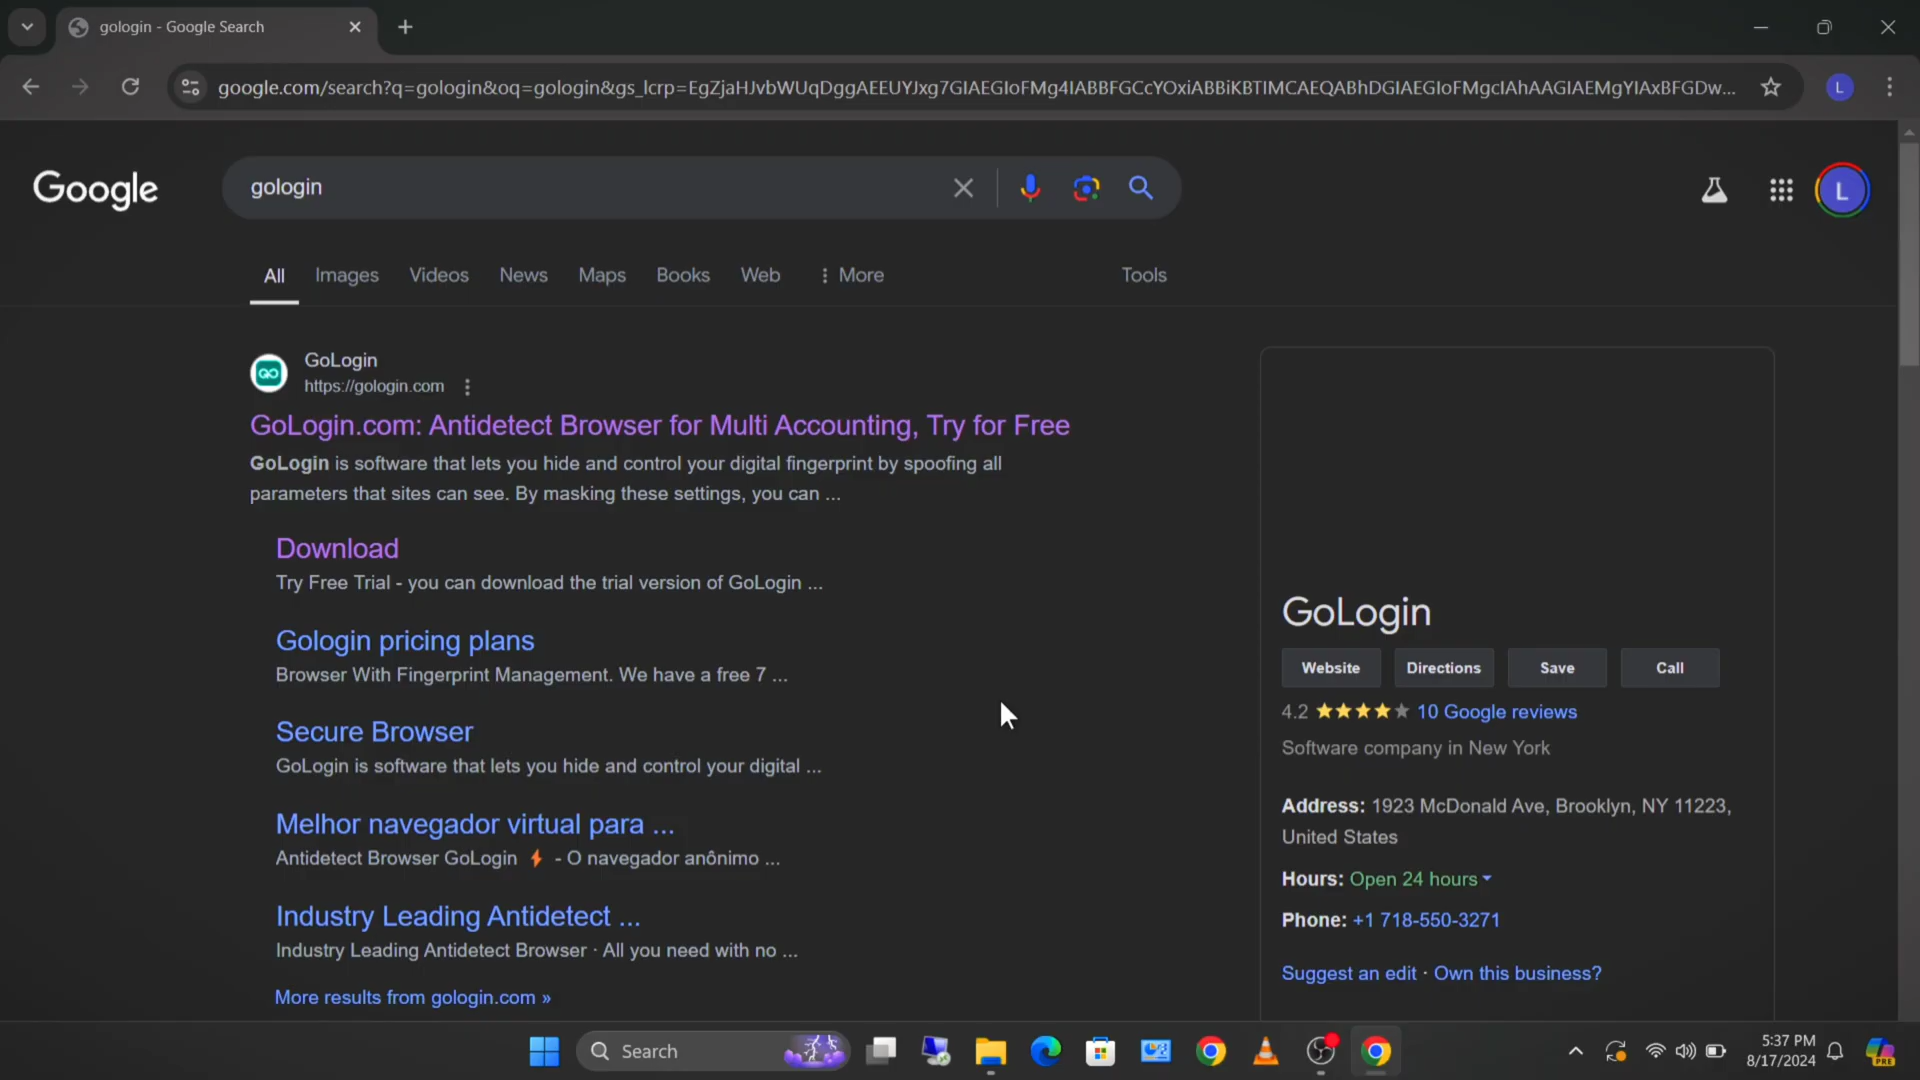 gologin - Google Search
google.com/search?q=gologin&oq=gologin&gs_lcrp=EgZjaHJvbWUqDggAEEUYJxg7GIAEGIoFMg4IABBFGCcYOxiABBiKBTIMCAEQABhDGIAEGIoFMgcIAhAAGIAEMgYIAxBFGDw... L
Google
gologin
L
All Images Videos News Maps Books Web More Tools
GoLogin
https://gologin.com
GoLogin.com: Antidetect Browser for Multi Accounting, Try for Free
GoLogin is software that lets you hide and control your digital fingerprint by spoofing all
parameters that sites can see. By masking these settings, you can ...
Download
Try Free Trial - you can download the trial version of GoLogin ...
Gologin pricing plans
Browser With Fingerprint Management. We have a free 7 ...
Secure Browser
GoLogin is software that lets you hide and control your digital ...
Melhor navegador virtual para ...
Antidetect Browser GoLogin ⚡ - O navegador anônimo ...
Industry Leading Antidetect ...
Industry Leading Antidetect Browser · All you need with no ...
More results from gologin.com »
GoLogin
Website Directions Save Call
4.2 10 Google reviews
Software company in New York
Address: 1923 McDonald Ave, Brooklyn, NY 11223,
United States
Hours: Open 24 hours
Phone: +1 718-550-3271
Suggest an edit · Own this business?
Search
5:37 PM
8/17/2024
PRE